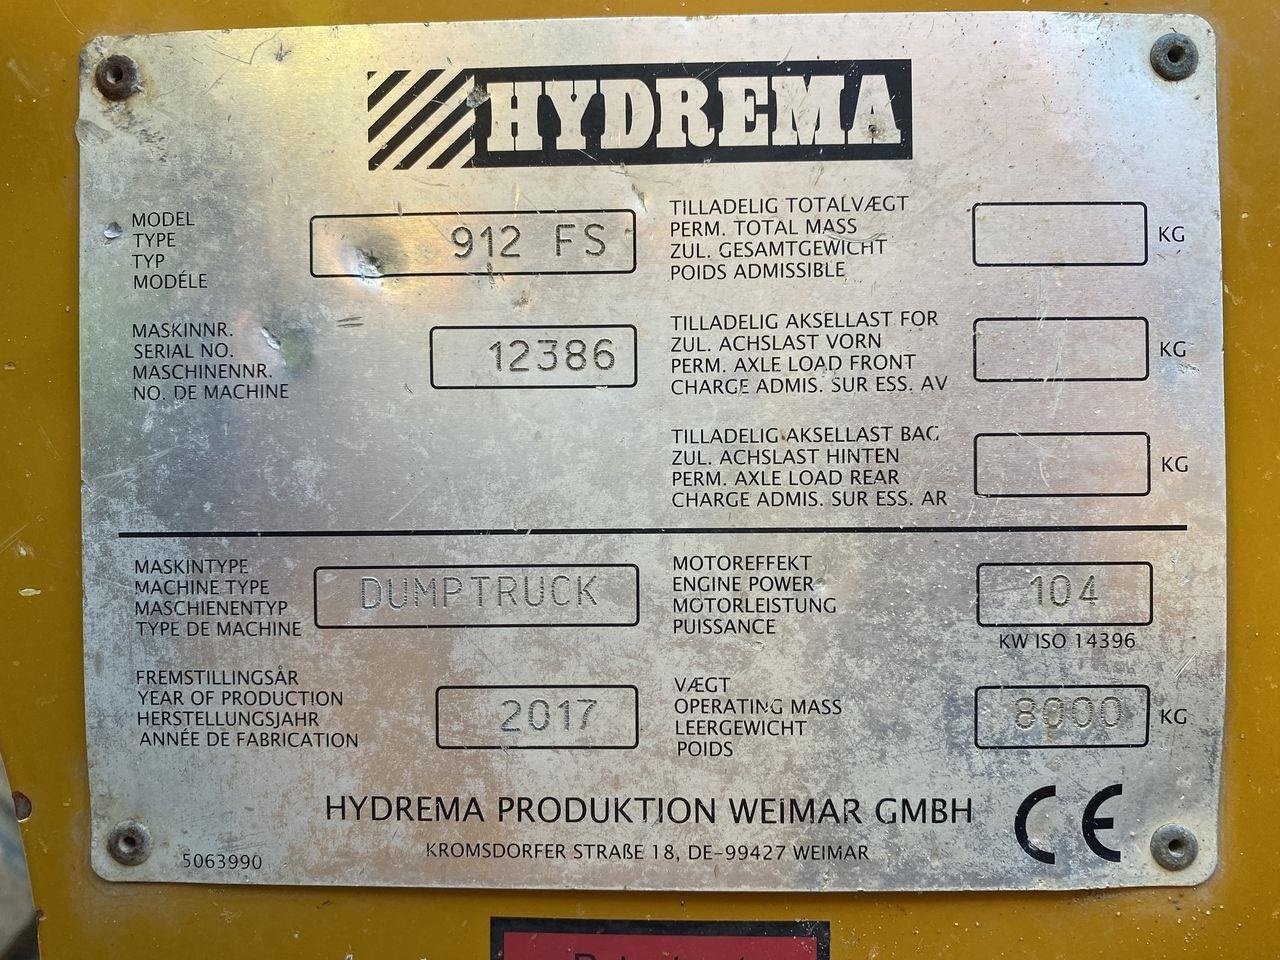 HYDREMA
MODEL
TYPE
TYP
MODÉLE
912 FS
TILLADELIG TOTALVÆGT
PERM. TOTAL MASS
ZUL. GESAMTGEWICHT
POIDS ADMISSIBLE
KG
MASKINNR.
SERIAL NO.
MASCHINENNR.
NO. DE MACHINE
12386
TILLADELIG AKSELLAST FOR
ZUL. ACHSLAST VORN
PERM. AXLE LOAD FRONT
CHARGE ADMIS. SUR ESS. AV
KG
TILLADELIG AKSELLAST BAG
ZUL. ACHSLAST HINTEN
PERM. AXLE LOAD REAR
CHARGE ADMIS. SUR ESS. AR
KG
MASKINTYPE
MACHINE TYPE
MASCHIENENTYP
TYPE DE MACHINE
DUMPTRUCK
MOTOREFFEKT
ENGINE POWER
MOTORLEISTUNG
PUISSANCE
104
KW ISO 14396
FREMSTILLINGSÅR
YEAR OF PRODUCTION
HERSTELLUNGSJAHR
ANNÉE DE FABRICATION
2017
VÆGT
OPERATING MASS
LEERGEWICHT
POIDS
8000
KG
HYDREMA PRODUKTION WEIMAR GMBH
KROMSDORFER STRAßE 18, DE-99427 WEIMAR
CE
5063990